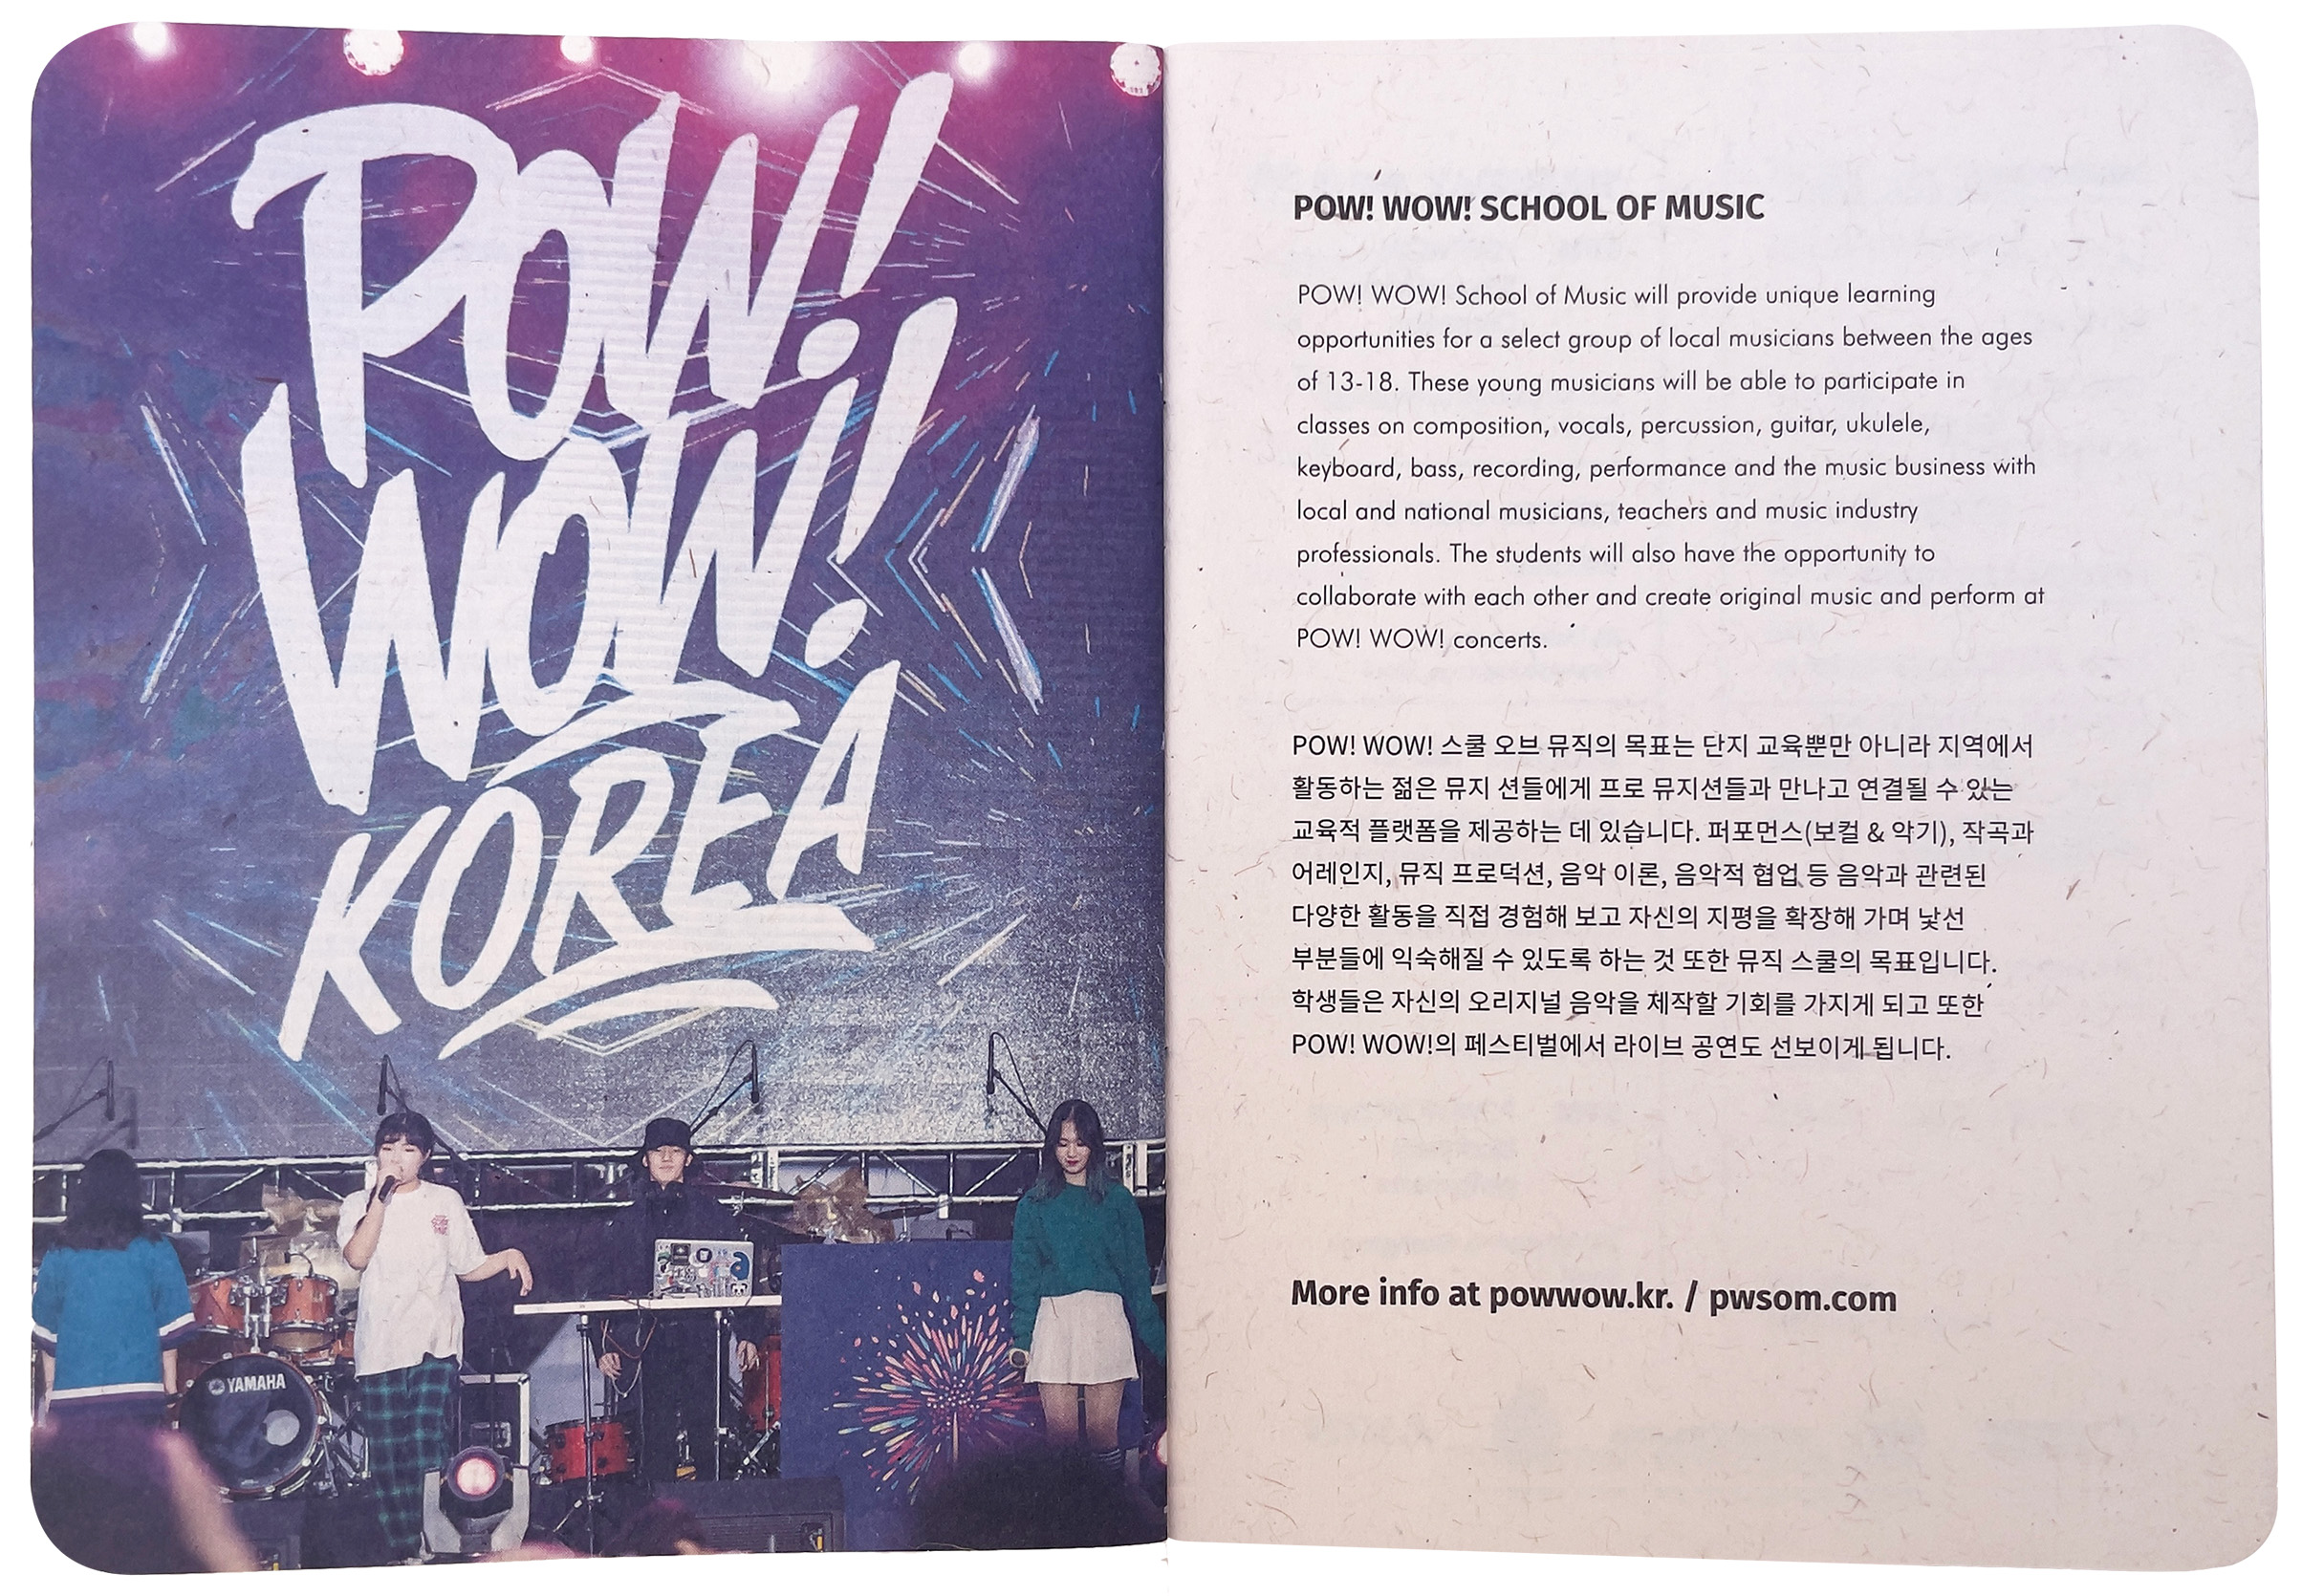 POW!
WOW!
KOREA
YAMAHA
POW! WOW! SCHOOL OF MUSIC
POW! WOW! School of Music will provide unique learning
opportunities for a select group of local musicians between the ages
of 13-18. These young musicians will be able to participate in
classes on composition, vocals, percussion, guitar, ukulele,
keyboard, bass, recording, performance and the music business with
local and national musicians, teachers and music industry
professionals. The students will also have the opportunity to
collaborate with each other and create original music and perform at
POW! WOW! concerts.
POW! WOW! 스쿨 오브 뮤직의 목표는 단지 교육뿐만 아니라 지역에서
활동하는 젊은 뮤지 션들에게 프로 뮤지션들과 만나고 연결될 수 있는
교육적 플랫폼을 제공하는 데 있습니다. 퍼포먼스(보컬 & 악기), 작곡과
어레인지, 뮤직 프로덕션, 음악 이론, 음악적 협업 등 음악과 관련된
다양한 활동을 직접 경험해 보고 자신의 지평을 확장해 가며 낯선
부분들에 익숙해질 수 있도록 하는 것 또한 뮤직 스쿨의 목표입니다.
학생들은 자신의 오리지널 음악을 제작할 기회를 가지게 되고 또한
POW! WOW!의 페스티벌에서 라이브 공연도 선보이게 됩니다.
More info at powwow.kr. / pwsom.com